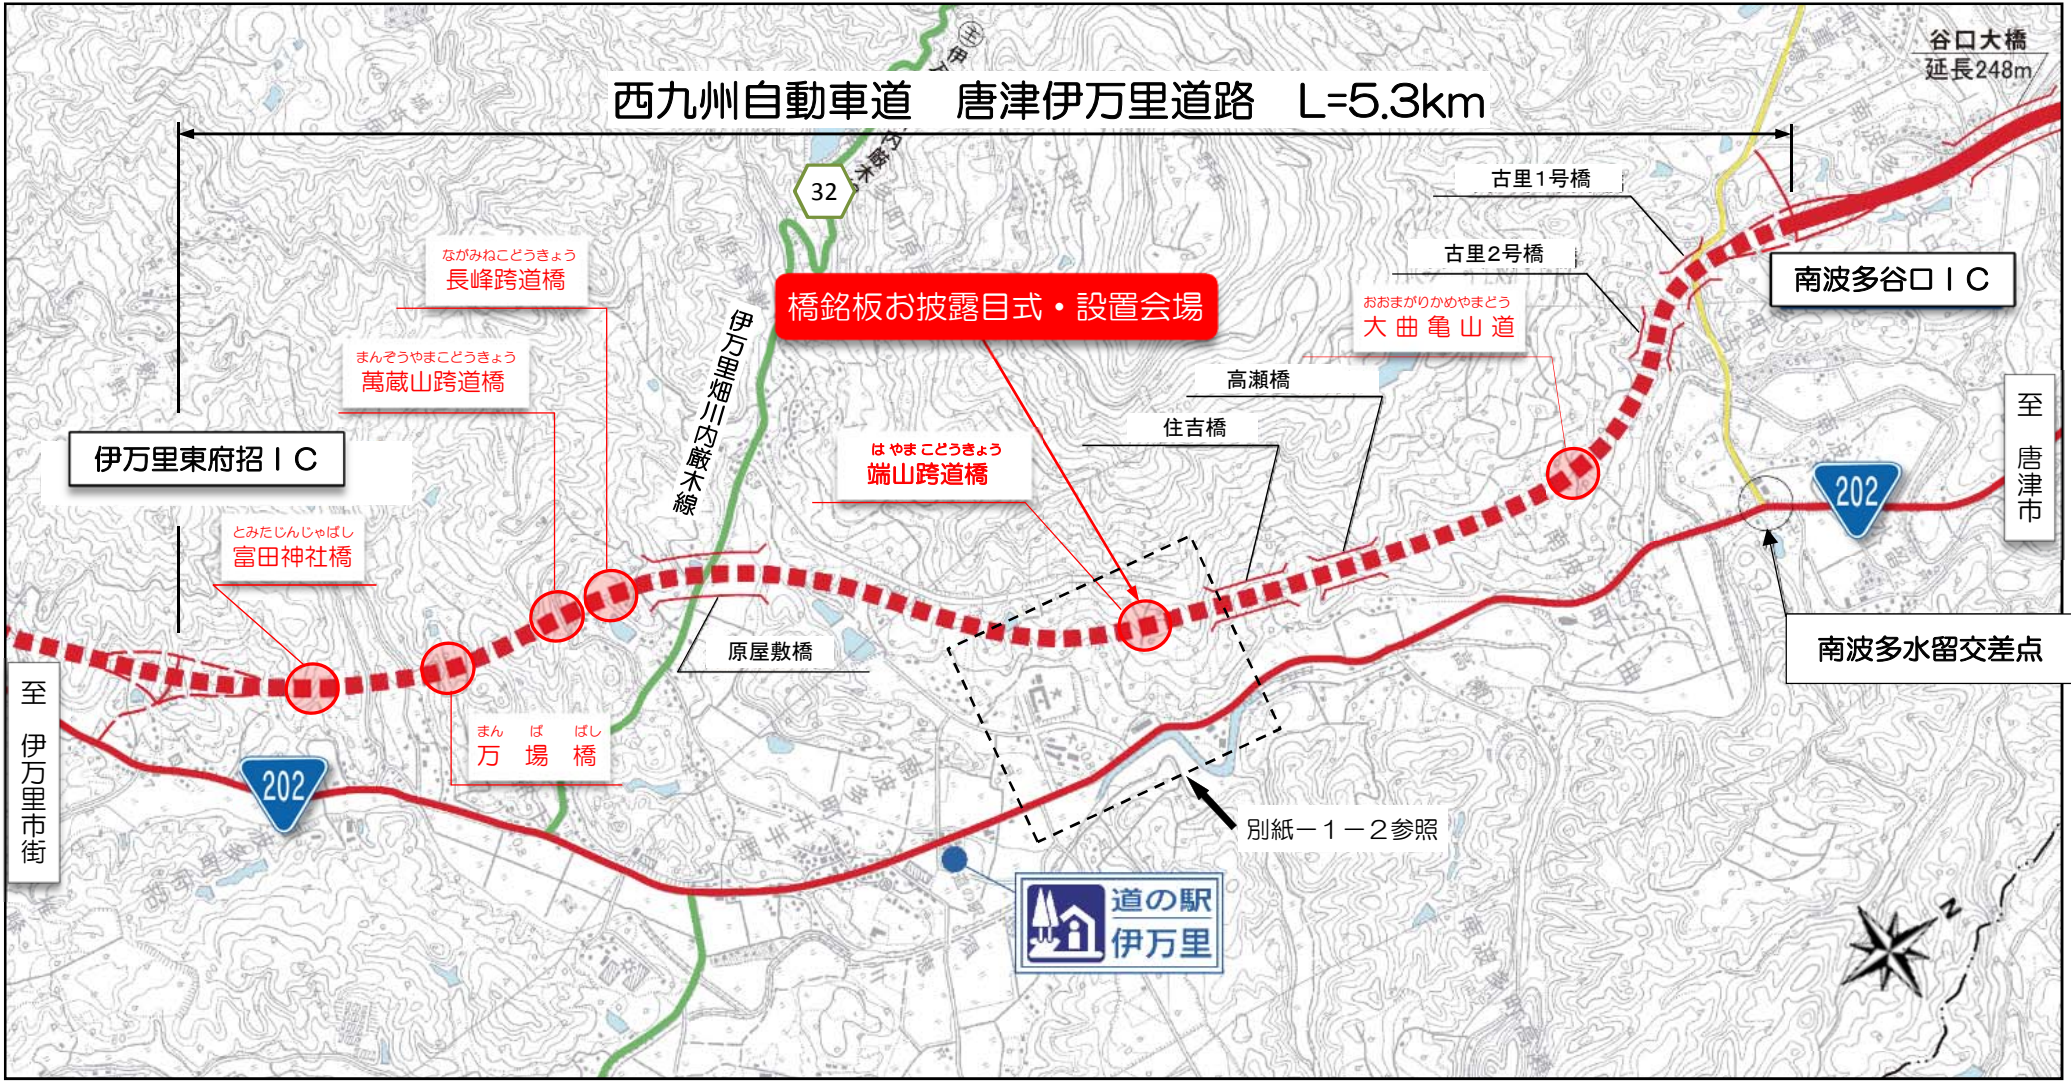 谷口大橋
延長248m
西九州自動車道　唐津伊万里道路　L=5.3km
32
古里1号橋
ながみねこどうきょう
長峰跨道橋
古里2号橋
南波多谷口IC
橋銘板お披露目式・設置会場
おおまがりかめやまどう
大曲亀山道
伊万里畑川内厳木線
まんぞうやまこどうきょう
萬蔵山跨道橋
高瀬橋
至　唐津市
住吉橋
伊万里東府招IC
はやまこどうきょう
端山跨道橋
202
とみたじんじゃばし
富田神社橋
原屋敷橋
南波多水留交差点
至　伊万里市街
まん　ば　ばし
万　場　橋
202
別紙－1－2参照
道の駅
伊万里
N